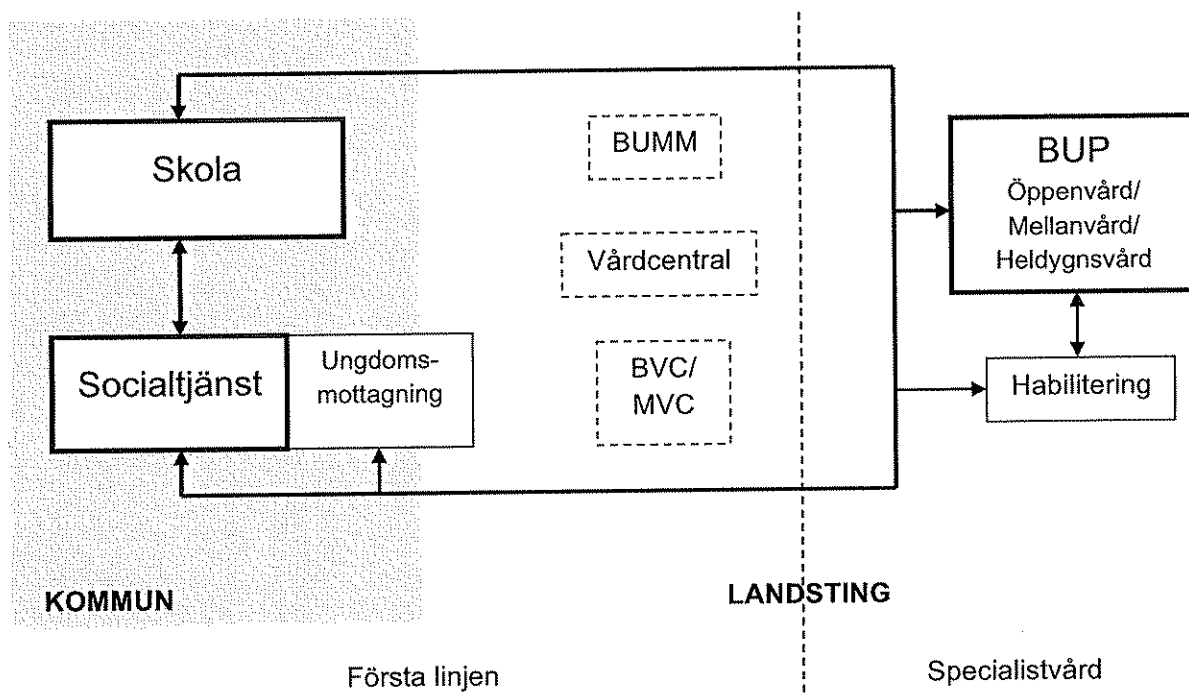 Skola
BUMM
BUP
Öppenvård/
Mellanvård/
Heldygnsvård
Vårdcentral
Socialtjänst
Ungdoms-
mottagning
BVC/
MVC
Habilitering
KOMMUN
LANDSTING
Första linjen
Specialistvård